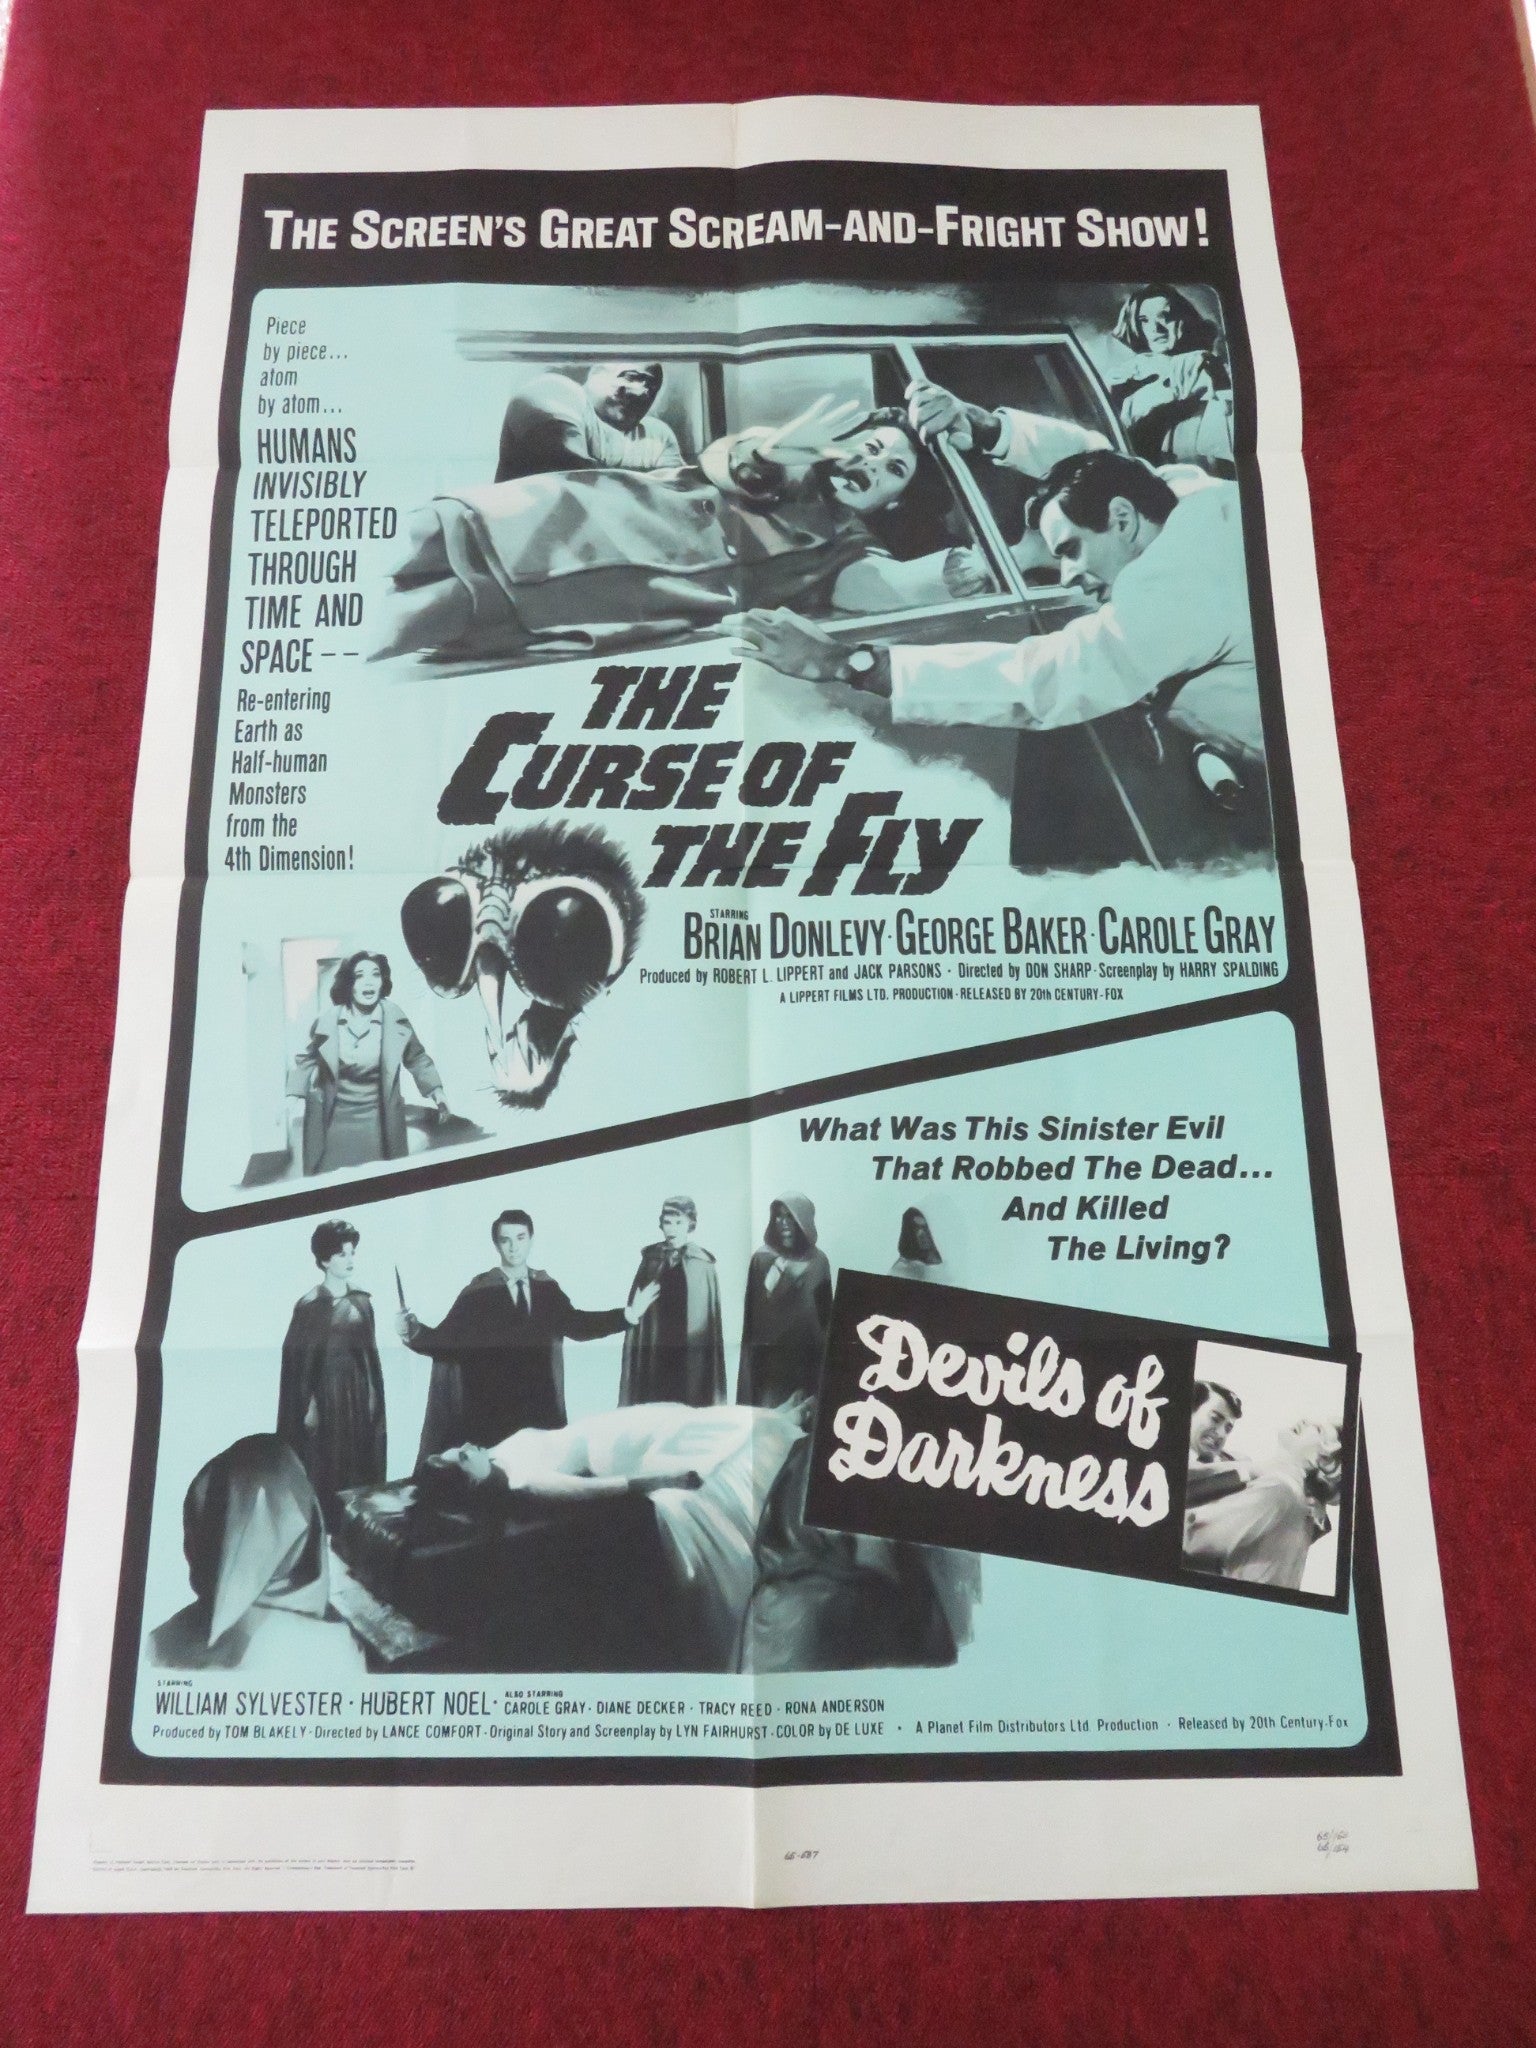 THE SCREEN'S GREAT SCREAM-AND-FRIGHT SHOW!
Piece
by piece...
atom
by atom...
HUMANS
INVISIBLY
TELEPORTED
THROUGH
TIME AND
SPACE--
Re-entering
Earth as
Half-human
Monsters
from the
4th Dimension!
THE
CURSE OF
THE FLY
STARRING
BRIAN DONLEVY · GEORGE BAKER · CAROLE GRAY
Produced by ROBERT L. LIPPERT and JACK PARSONS · Directed by DON SHARP · Screenplay by HARRY SPALDING
A LIPPERT FILMS LTD. PRODUCTION · RELEASED BY 20th CENTURY-FOX
What Was This Sinister Evil
That Robbed The Dead...
And Killed
The Living?
Devils of
Darkness
STARRING
WILLIAM SYLVESTER · HUBERT NOEL · ALSO STARRING CAROLE GRAY · DIANE DECKER · TRACY REED · RONA ANDERSON
Produced by TOM BLAKELY · Directed by LANCE COMFORT · Original Story and Screenplay by LYN FAIRHURST · COLOR by DE LUXE · A Planet Film Distributors Ltd. Production · Released by 20th Century-Fox